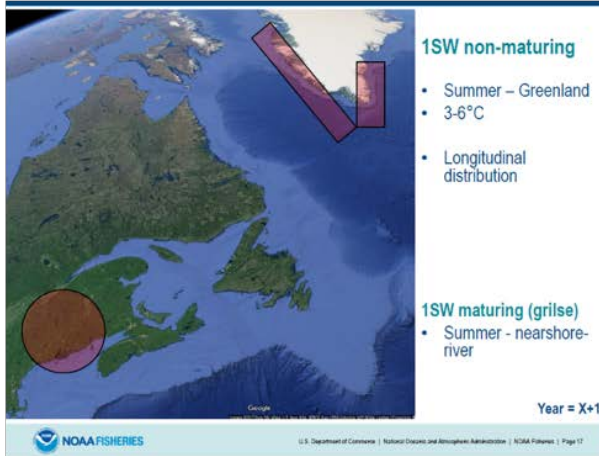 1SW non-maturing
• Summer – Greenland
• 3-6°C
• Longitudinal
distribution
1SW maturing (grilse)
• Summer - nearshore-
river
Google
Year = X+1
NOAA FISHERIES
U.S. Department of Commerce | National Oceanic and Atmospheric Administration | NOAA Fisheries | Page 17